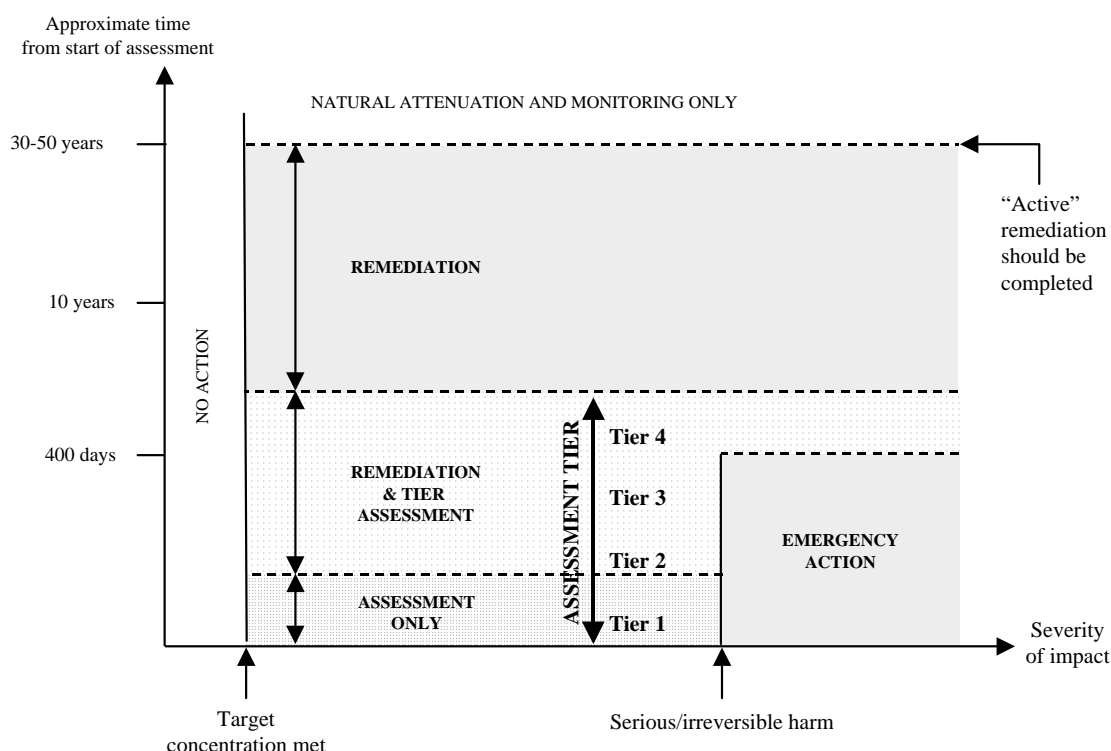 Approximate time
from start of assessment
NATURAL ATTENUATION AND MONITORING ONLY
30-50 years
“Active”
remediation
should be
completed
REMEDIATION
10 years
NO ACTION
ASSESSMENT TIER
Tier 4
400 days
REMEDIATION
& TIER
ASSESSMENT
Tier 3
EMERGENCY
ACTION
Tier 2
ASSESSMENT
ONLY
Tier 1
Severity
of impact
Target
concentration met
Serious/irreversible harm